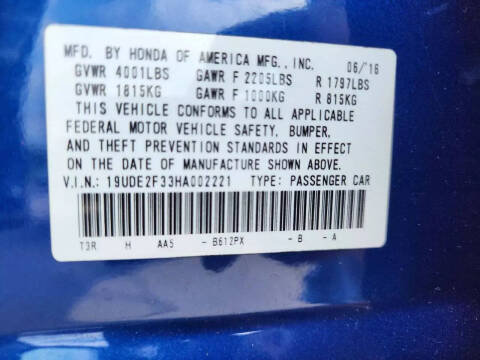 MFD. BY HONDA OF AMERICA MFG., INC. 06/'16
GVWR 4001LBS GAWR F 2205LBS R 1797LBS
GVWR 1815KG GAWR F 1000KG R 815KG
THIS VEHICLE CONFORMS TO ALL APPLICABLE
FEDERAL MOTOR VEHICLE SAFETY, BUMPER,
AND THEFT PREVENTION STANDARDS IN EFFECT
ON THE DATE OF MANUFACTURE SHOWN ABOVE.
V.I.N.: 19UDE2F33HA002221 TYPE: PASSENGER CAR
T3R H AA5 - B612PX - B - A